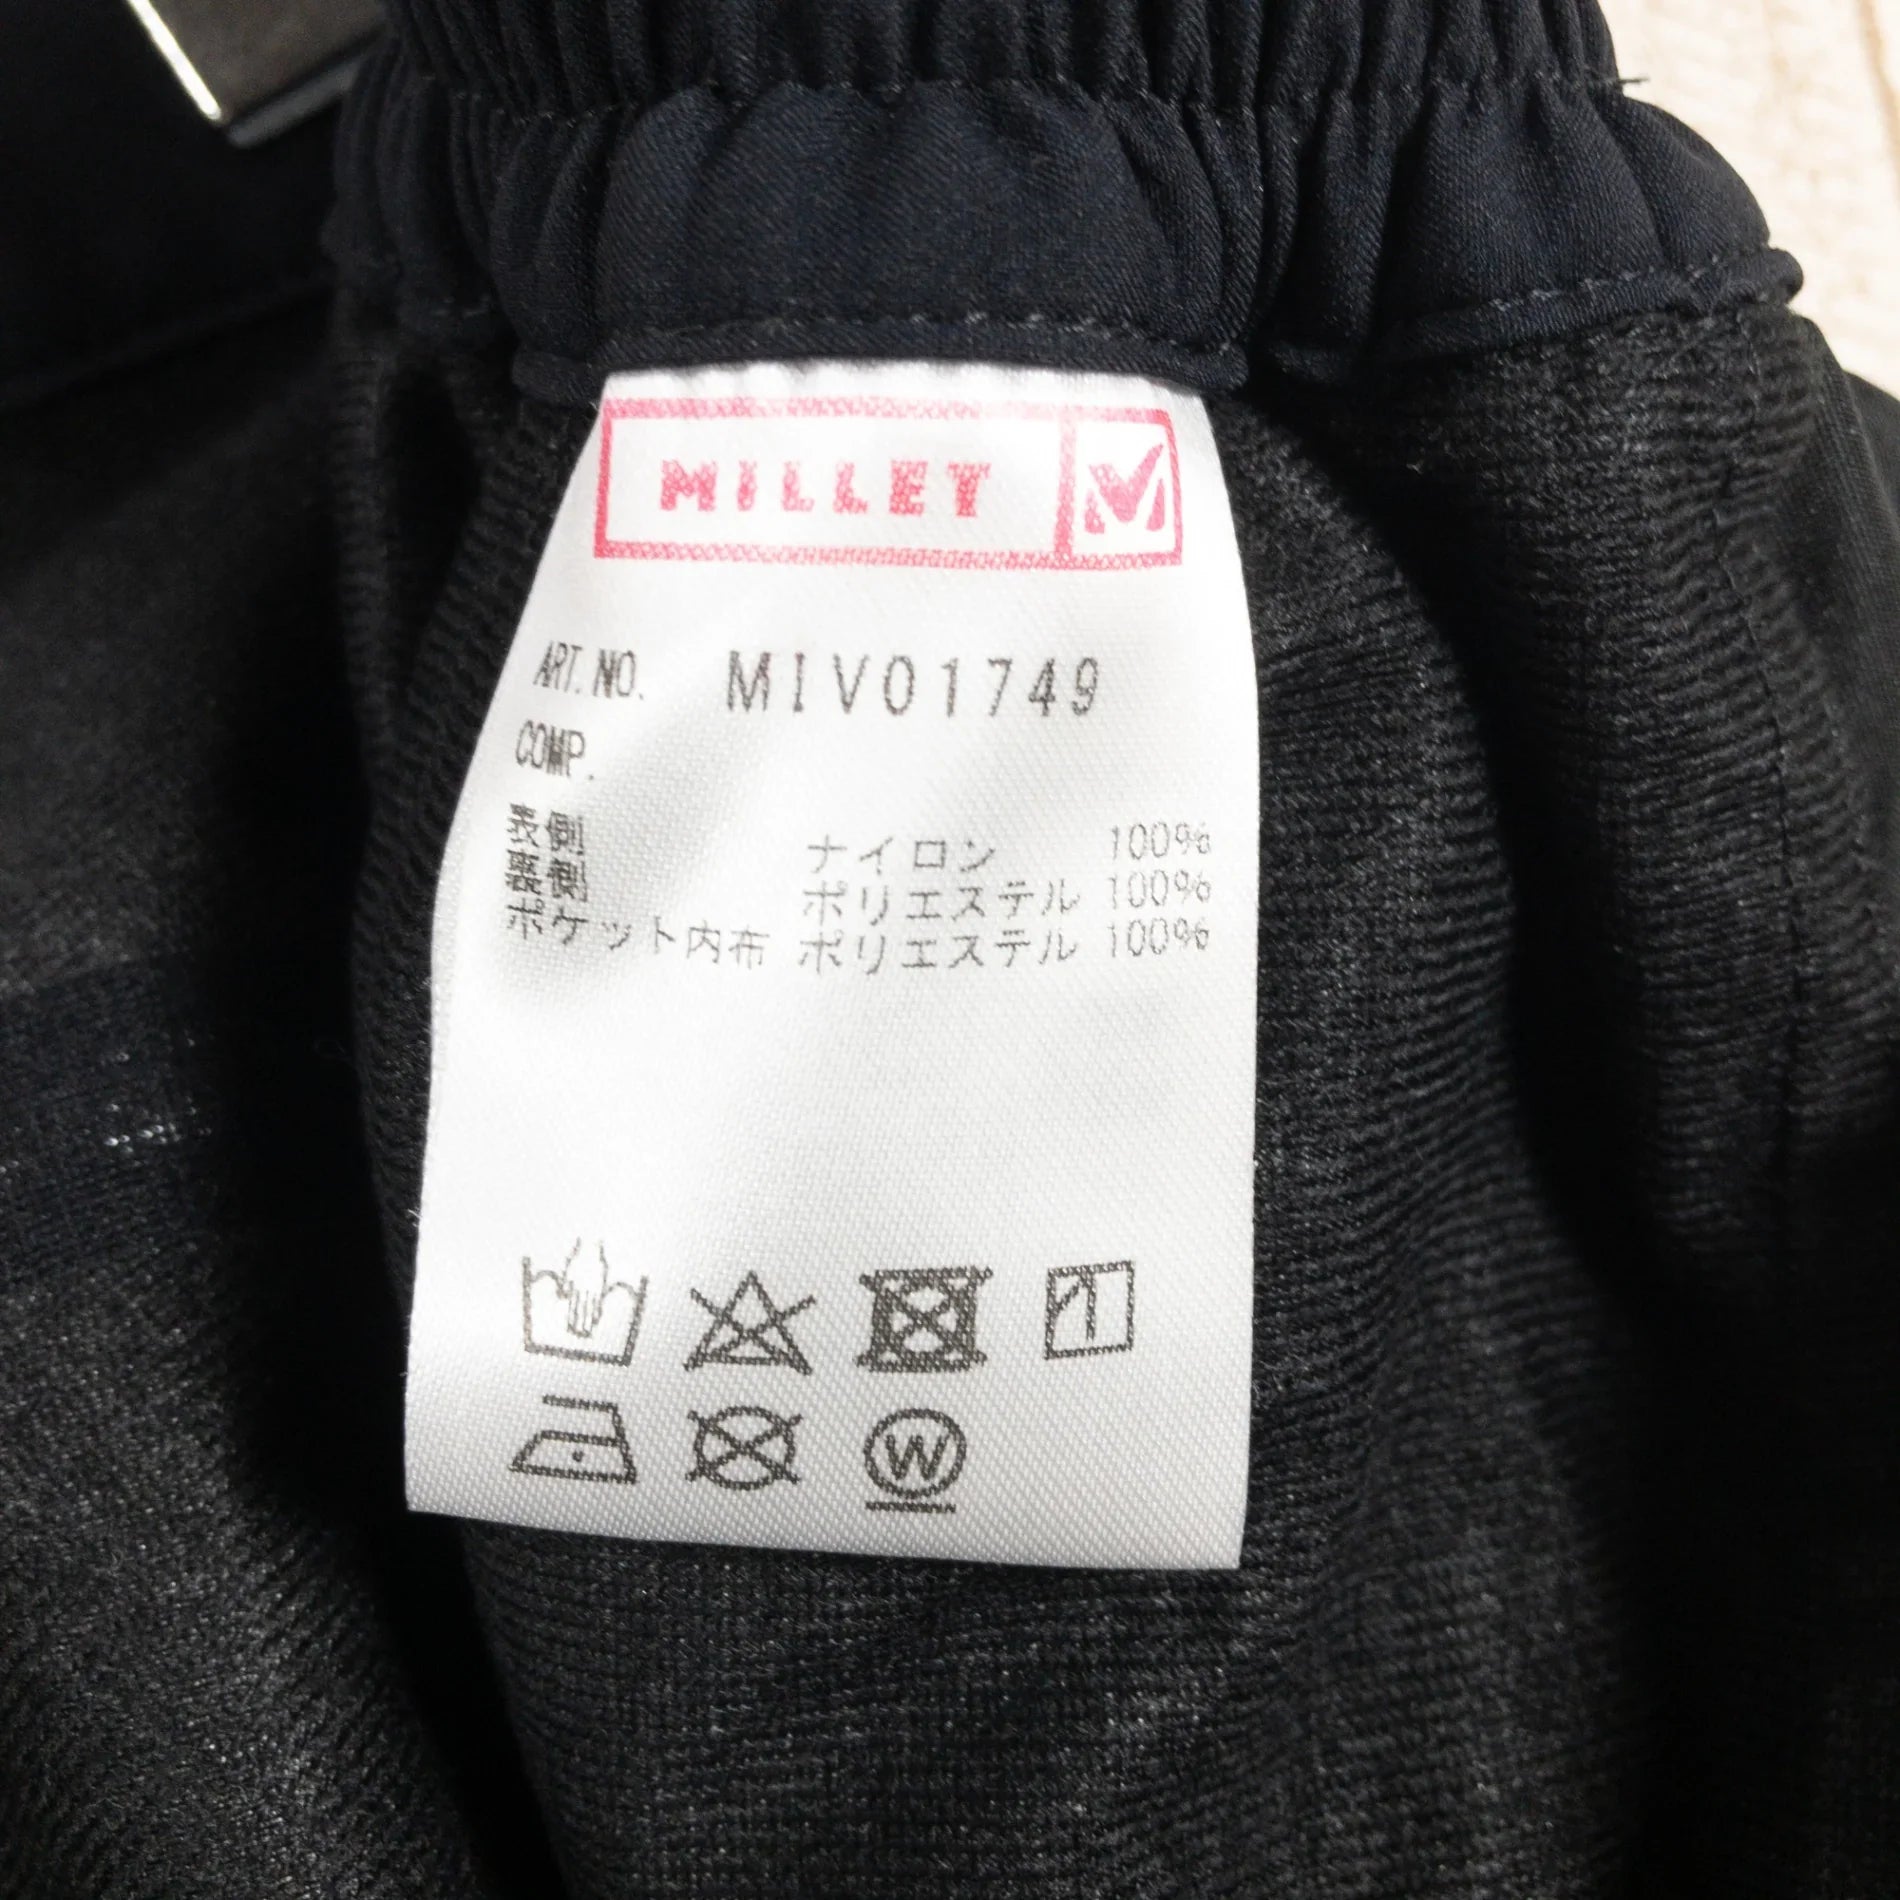 MILLET
ART. NO. MIV01749
COMP.
表側 ナイロン 100%
裏側 ポリエステル 100%
ポケット内布 ポリエステル 100%
W